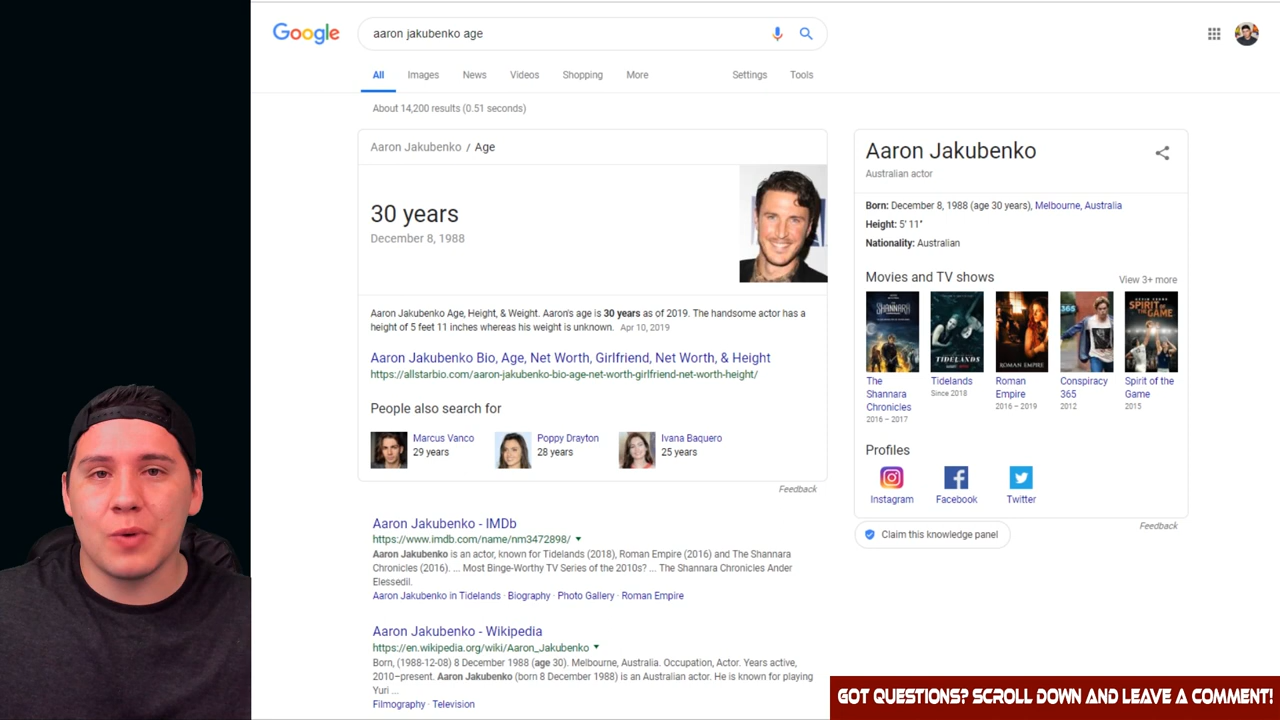 Google
aaron jakubenko age
All Images News Videos Shopping More Settings Tools
About 14,200 results (0.51 seconds)
Aaron Jakubenko / Age
30 years
December 8, 1988
Aaron Jakubenko Age, Height, & Weight. Aaron's age is 30 years as of 2019. The handsome actor has a
height of 5 feet 11 inches whereas his weight is unknown. Apr 10, 2019
Aaron Jakubenko Bio, Age, Net Worth, Girlfriend, Net Worth, & Height
https://allstarbio.com/aaron-jakubenko-bio-age-net-worth-girlfriend-net-worth-height/
People also search for
Marcus Vanco
29 years
Poppy Drayton
28 years
Ivana Baquero
25 years
Feedback
Aaron Jakubenko - IMDb
https://www.imdb.com/name/nm3472898/
Aaron Jakubenko is an actor, known for Tidelands (2018), Roman Empire (2016) and The Shannara
Chronicles (2016). ... Most Binge-Worthy TV Series of the 2010s? ... The Shannara Chronicles Ander
Elessedil.
Aaron Jakubenko in Tidelands · Biography · Photo Gallery · Roman Empire
Aaron Jakubenko - Wikipedia
https://en.wikipedia.org/wiki/Aaron_Jakubenko
Born, (1988-12-08) 8 December 1988 (age 30). Melbourne, Australia. Occupation, Actor. Years active,
2010–present. Aaron Jakubenko (born 8 December 1988) is an Australian actor. He is known for playing
Yuri ...
Filmography · Television
Aaron Jakubenko
Australian actor
Born: December 8, 1988 (age 30 years), Melbourne, Australia
Height: 5' 11"
Nationality: Australian
Movies and TV shows
View 3+ more
SHANNARA
TIDELANDS
ROMAN EMPIRE
365
SPIRIT OF THE GAME
The
Shannara
Chronicles
2016 – 2017
Tidelands
Since 2018
Roman
Empire
2016 – 2019
Conspiracy
365
2012
Spirit of the
Game
2015
Profiles
Instagram Facebook Twitter
Feedback
Claim this knowledge panel
GOT QUESTIONS? SCROLL DOWN AND LEAVE A COMMENT!